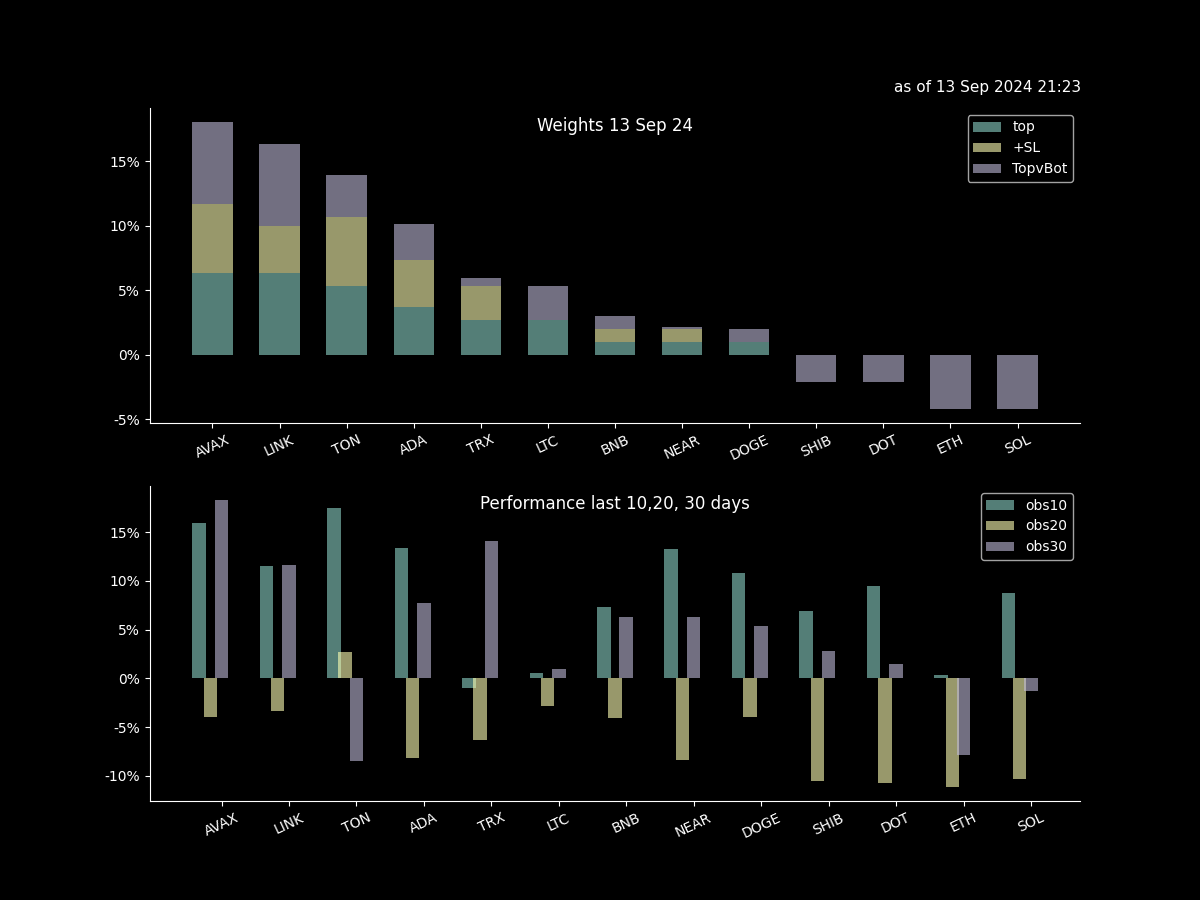 as of 13 Sep 2024 21:23
Weights 13 Sep 24
top
+SL
TopvBot
15%
10%
5%
0%
-5%
AVAX LINK TON ADA TRX LTC BNB NEAR DOGE SHIB DOT ETH SOL
Performance last 10,20, 30 days
obs10
obs20
obs30
15%
10%
5%
0%
-5%
-10%
AVAX LINK TON ADA TRX LTC BNB NEAR DOGE SHIB DOT ETH SOL